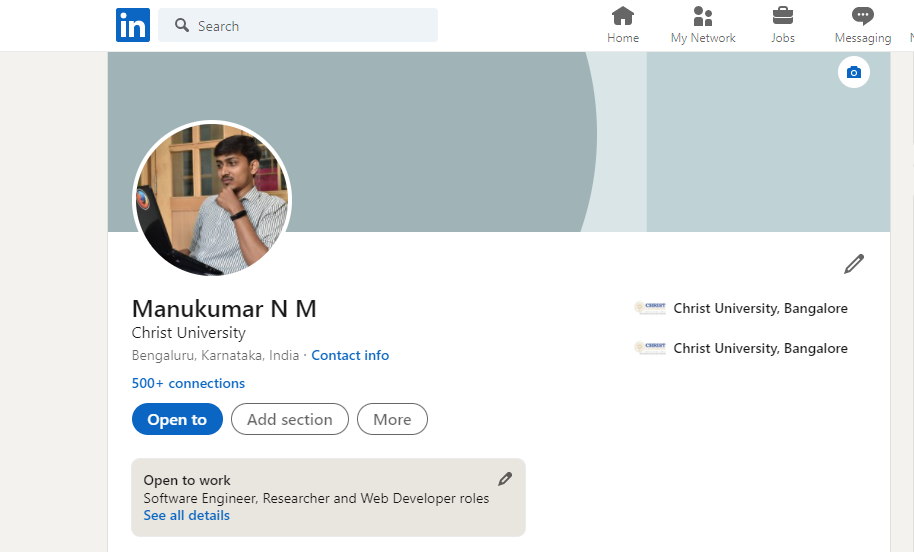 in
Search
Home
My Network
Jobs
Messaging
Manukumar N M
Christ University
Bengaluru, Karnataka, India · Contact info
500+ connections
Open to
Add section
More
CHRIST
Christ University, Bangalore
CHRIST
Christ University, Bangalore
Open to work
Software Engineer, Researcher and Web Developer roles
See all details